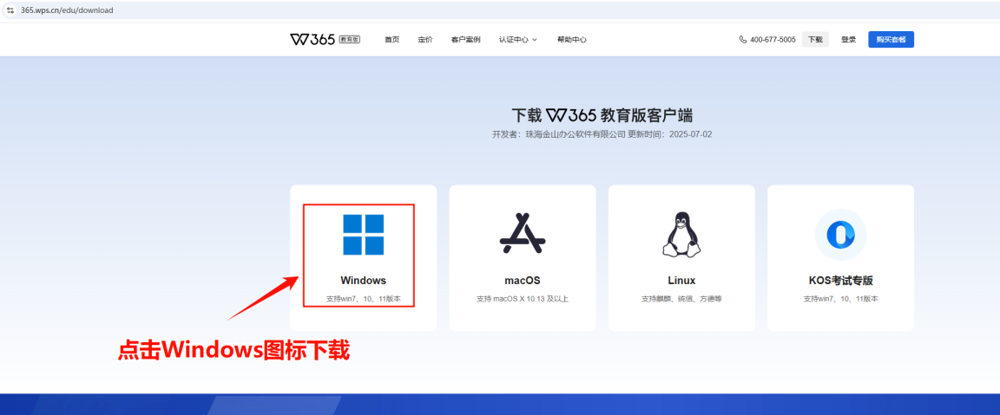 365.wps.cn/edu/download
W365 教育版 首页 定价 客户案例 认证中心 帮助中心 400-677-5005 下载 登录 购买套餐
下载 W365 教育版客户端
开发者：珠海金山办公软件有限公司 更新时间：2025-07-02
Windows
支持win7、10、11版本
macOS
支持 macOS X 10.13 及以上
Linux
支持麒麟、统信、方德等
KOS考试专版
支持win7、10、11版本
点击Windows图标下载